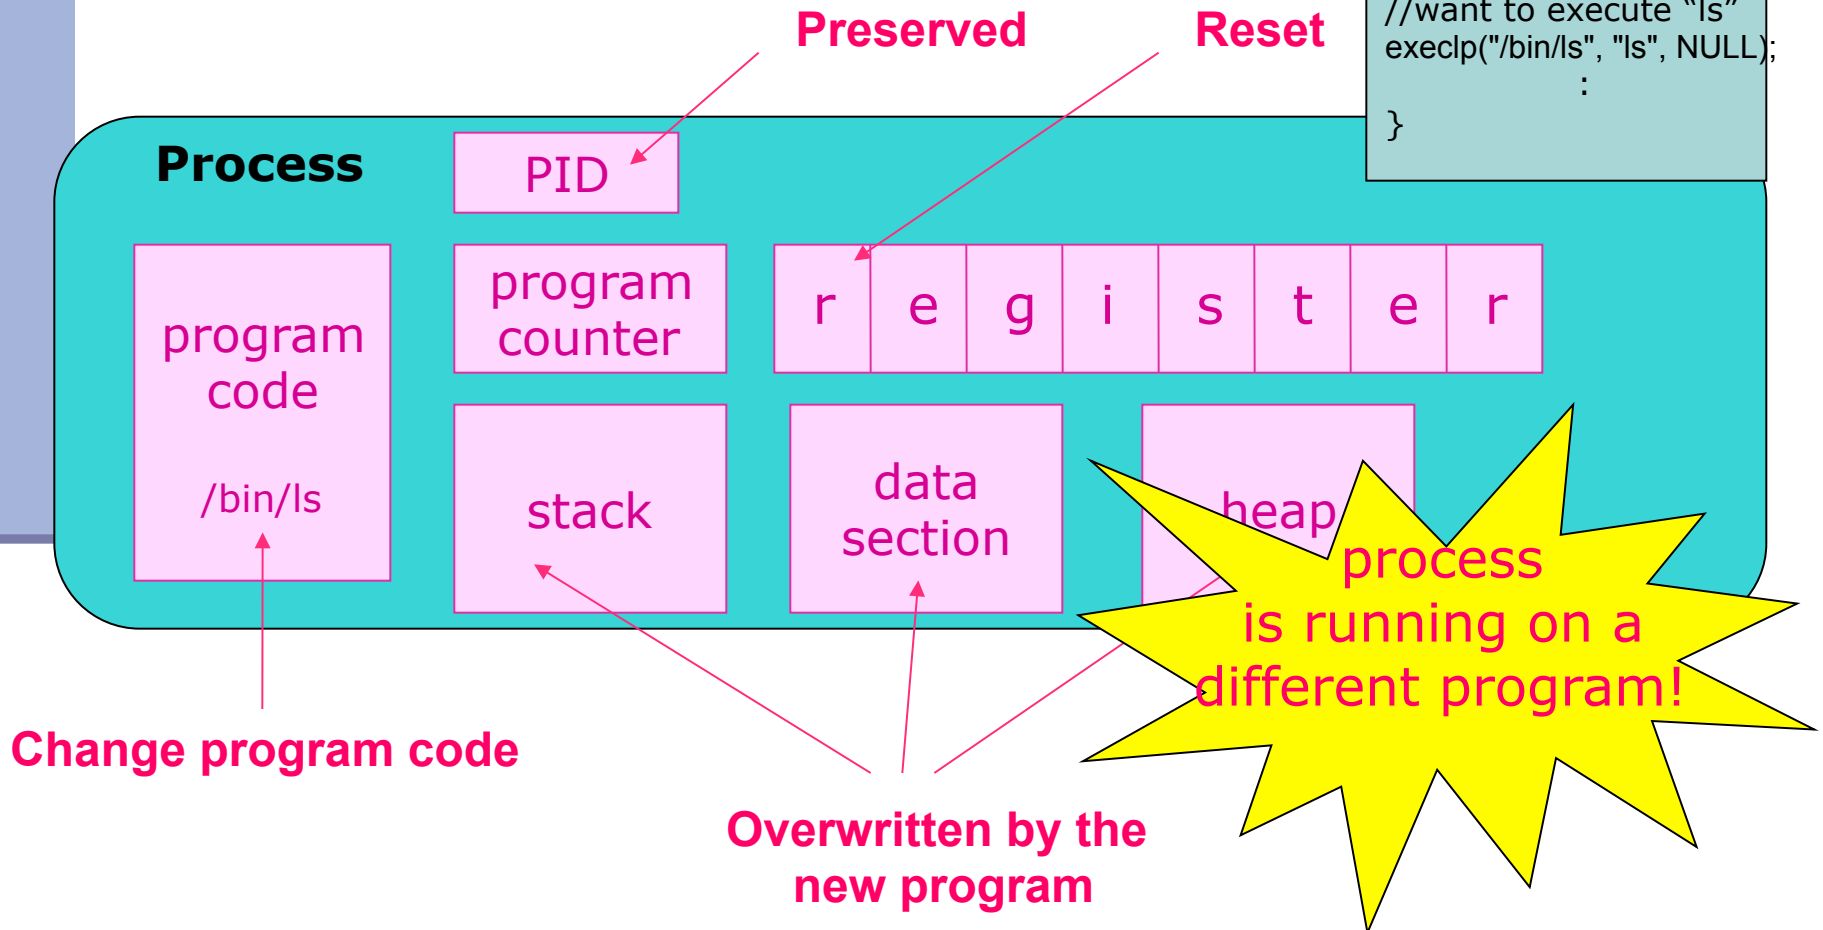 Preserved
Reset
//want to execute “ls”
execlp("/bin/ls", "ls", NULL);
:
}
Process
PID
program
code
/bin/ls
program
counter
r e g i s t e r
stack
data
section
heap
process
is running on a
different program!
Change program code
Overwritten by the
new program